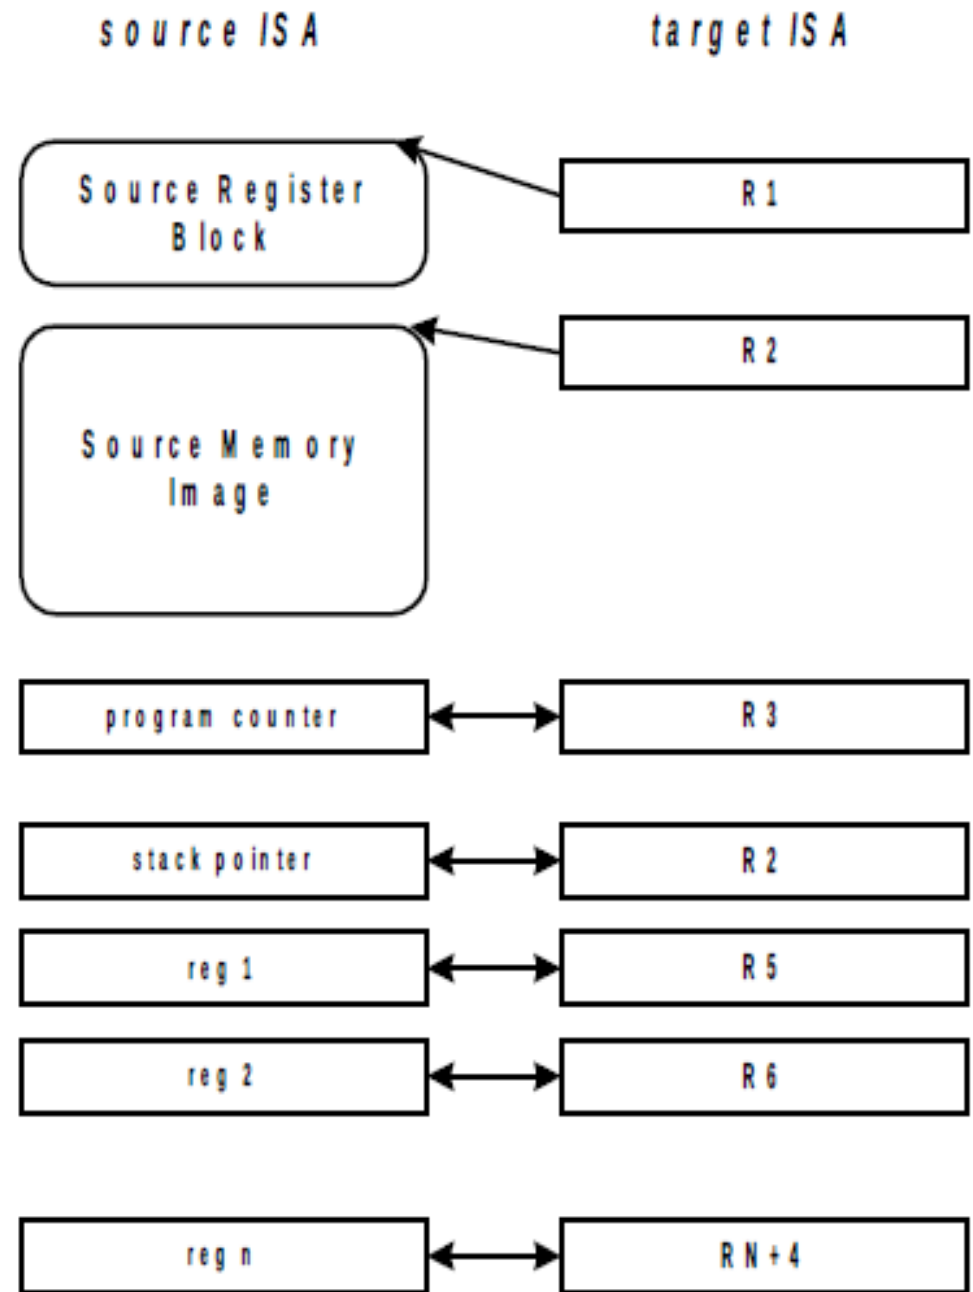 source ISA target ISA
Source Register
Block
R1
Source Memory
Image
R2
program counter R3
stack pointer R2
reg 1 R5
reg 2 R6
reg n RN+4